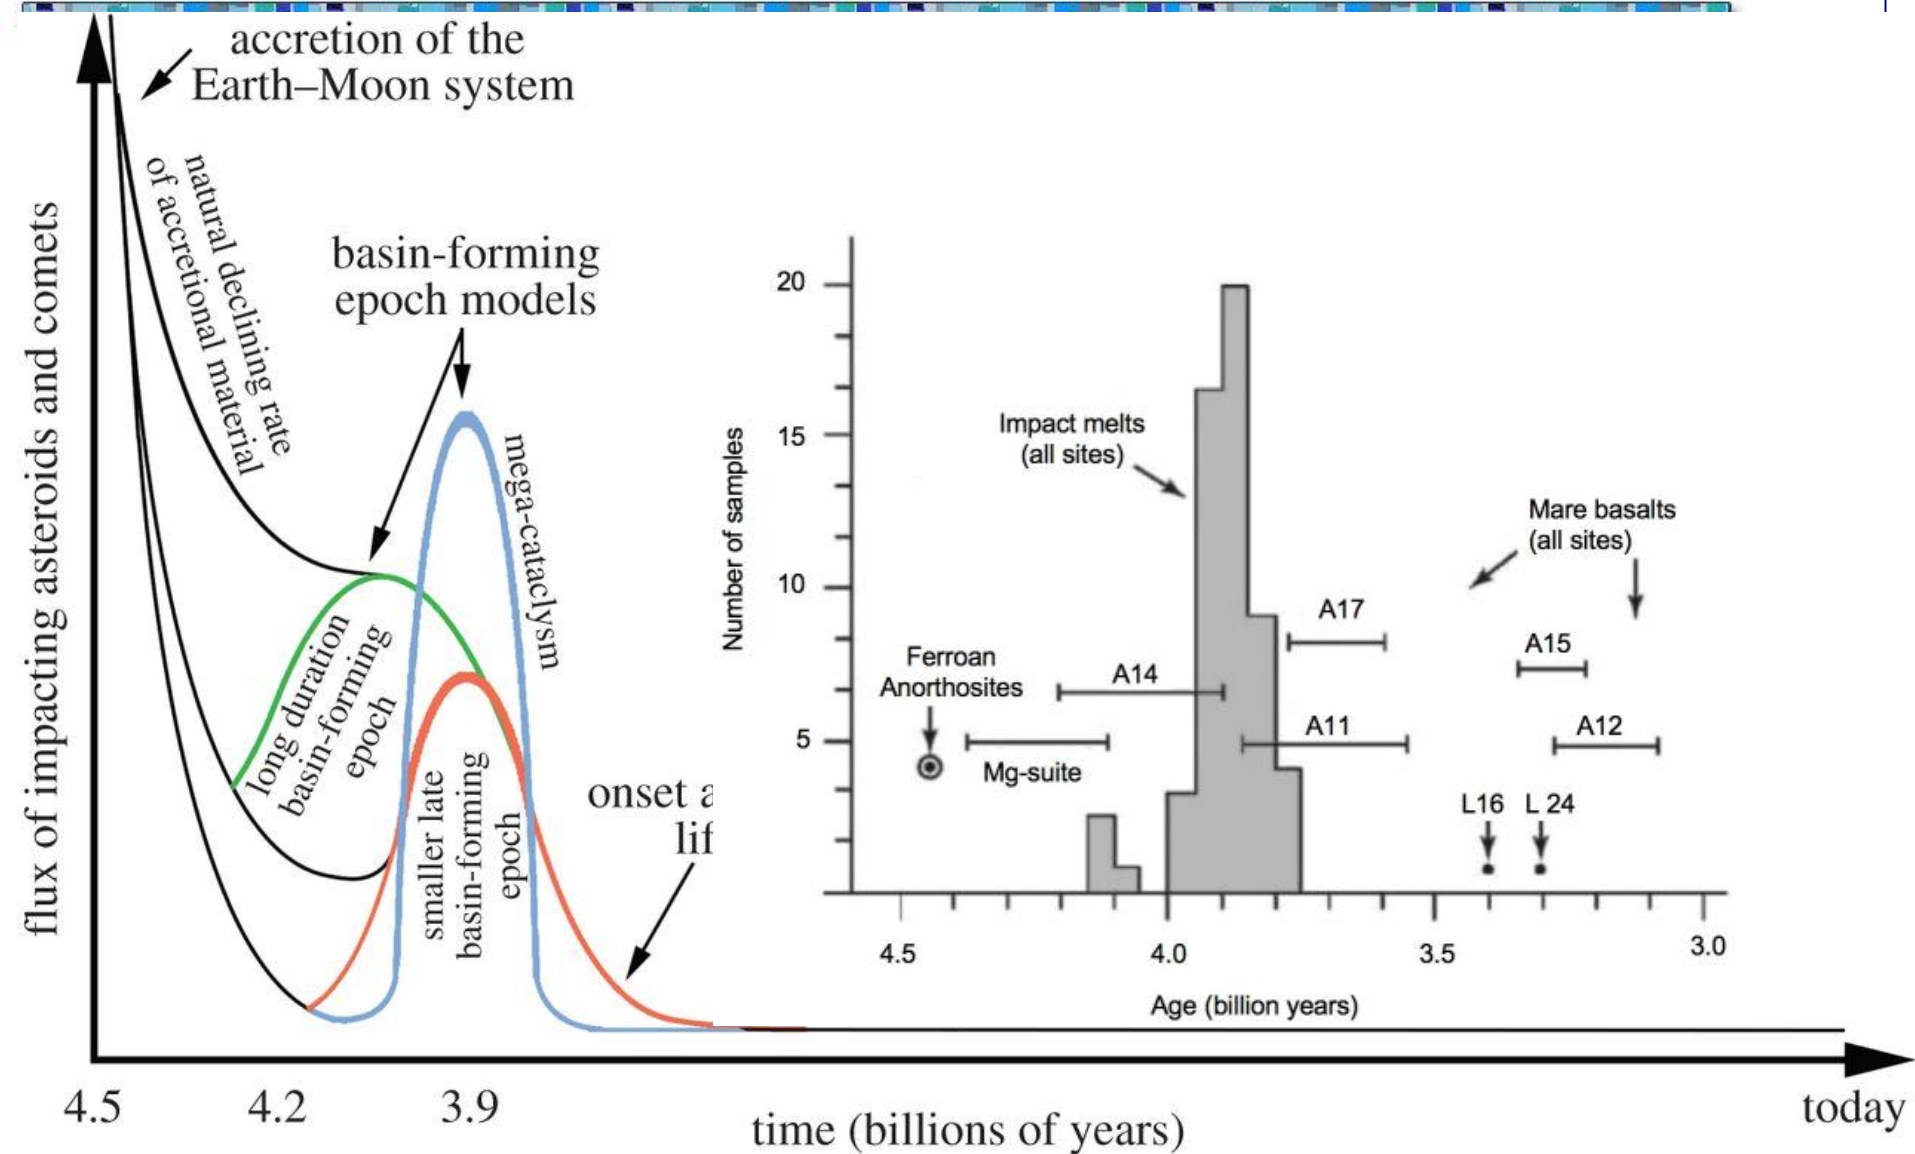 accretion of the
Earth–Moon system
natural declining rate
of accretional material
basin-forming
epoch models
mega-cataclysm
long duration
basin-forming
epoch
smaller late
basin-forming
epoch
onset a
lif
flux of impacting asteroids and comets
4.5
4.2
3.9
time (billions of years)
today
20
15
10
5
Number of samples
Impact melts
(all sites)
Mare basalts
(all sites)
A17
A15
Ferroan
Anorthosites
A14
A11
A12
Mg-suite
L16
L 24
4.5
4.0
3.5
3.0
Age (billion years)